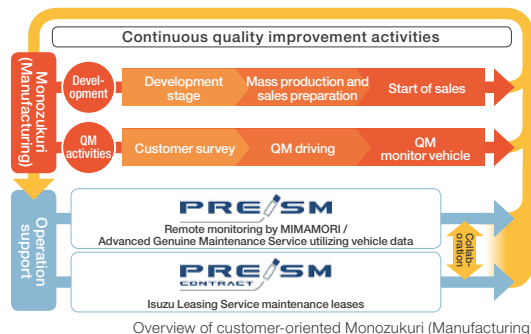 Continuous quality improvement activities
Monozukuri
(Manufacturing)
Devel-
opment
Development
stage
Mass production and
sales preparation
Start of sales
QM
activities
Customer survey
QM driving
QM
monitor vehicle
Operation
support
PREISM
Remote monitoring by MIMAMORI /
Advanced Genuine Maintenance Service utilizing vehicle data
Collab-
oration
PREISM
CONTRACT
Isuzu Leasing Service maintenance leases
Overview of customer-oriented Monozukuri (Manufacturing